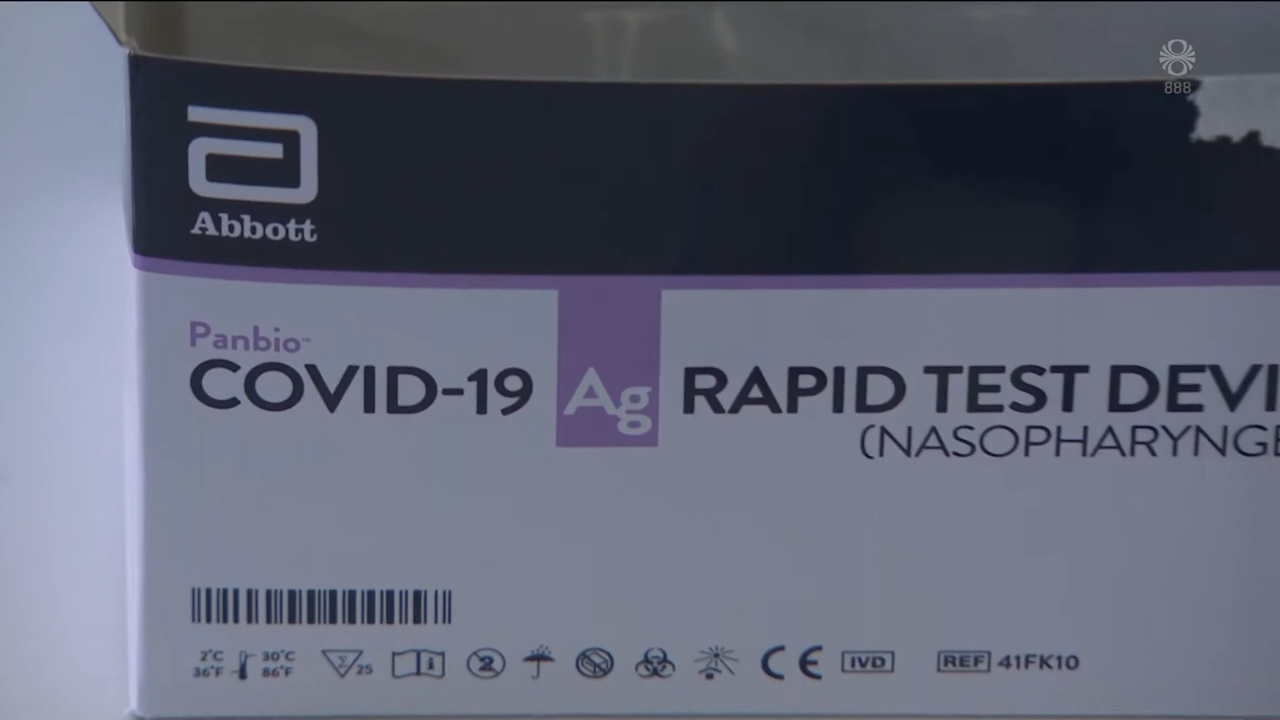 888
Abbott
Panbio™
COVID-19 Ag RAPID TEST DEVI
(NASOPHARYNGE
2°C 30°C
36°F 86°F
Σ 25
i
2
CE
IVD
REF 41FK10